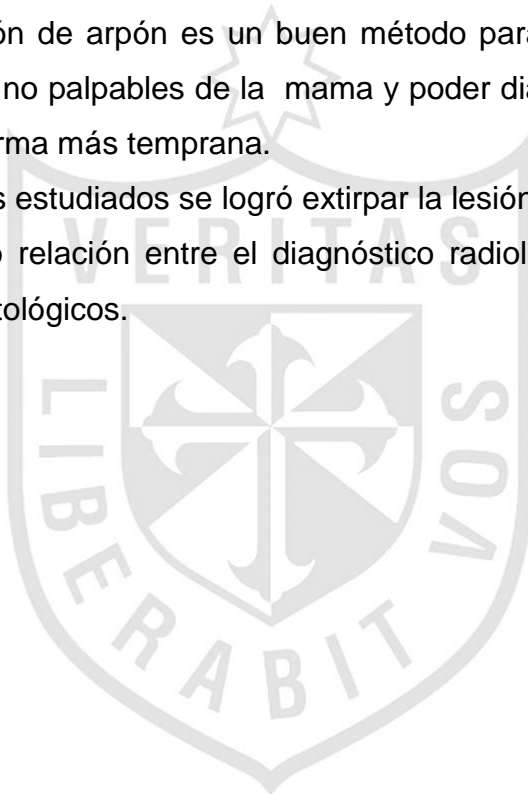 ón de arpón es un buen método para
no palpables de la mama y poder dia
rma más temprana.
s estudiados se logró extirpar la lesión
o relación entre el diagnóstico radiol
tológicos.
VERITAS
LIBERABIT
VOS